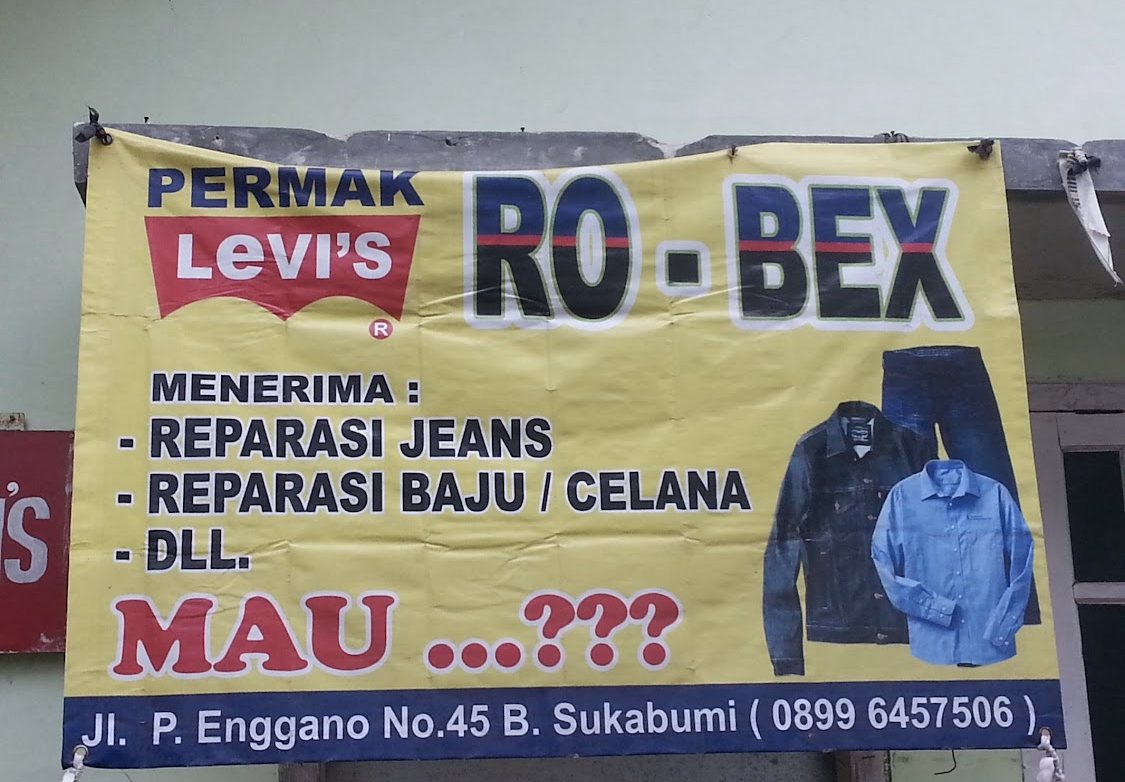 PERMAK
LEVI'S
®
RO - BEX
MENERIMA :
- REPARASI JEANS
- REPARASI BAJU / CELANA
- DLL.
MAU ...???
Jl. P. Enggano No.45 B. Sukabumi ( 0899 6457506 )
'S